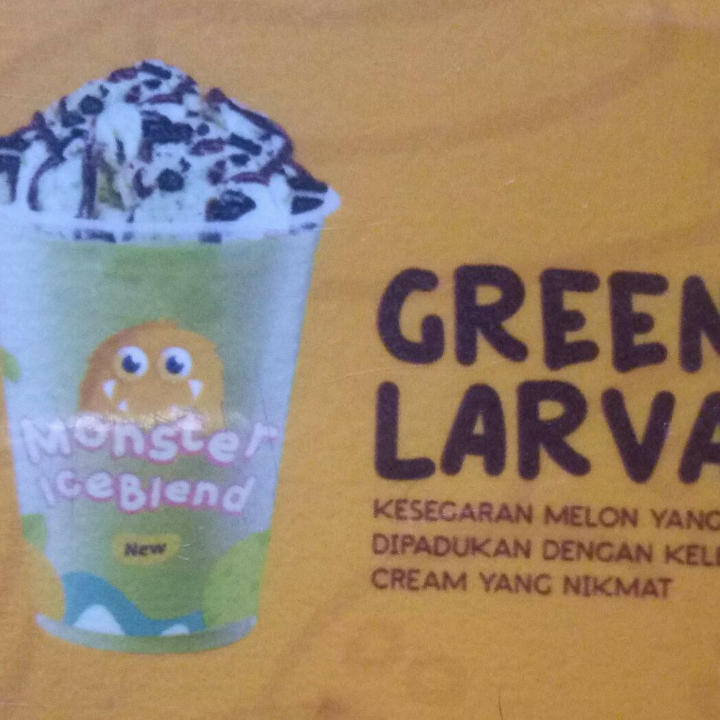 Monster
IceBlend
New
GREEN
LARVA
KESEGARAN MELON YANG
DIPADUKAN DENGAN
CREAM YANG NIKMAT